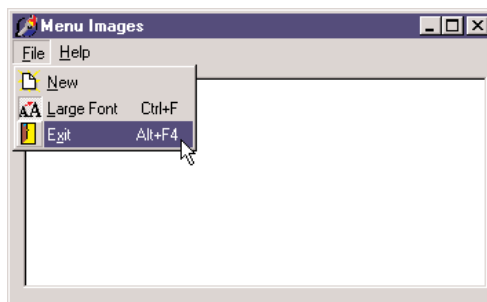 Menu Images
File Help
New
Large Font Ctrl+F
Exit Alt+F4